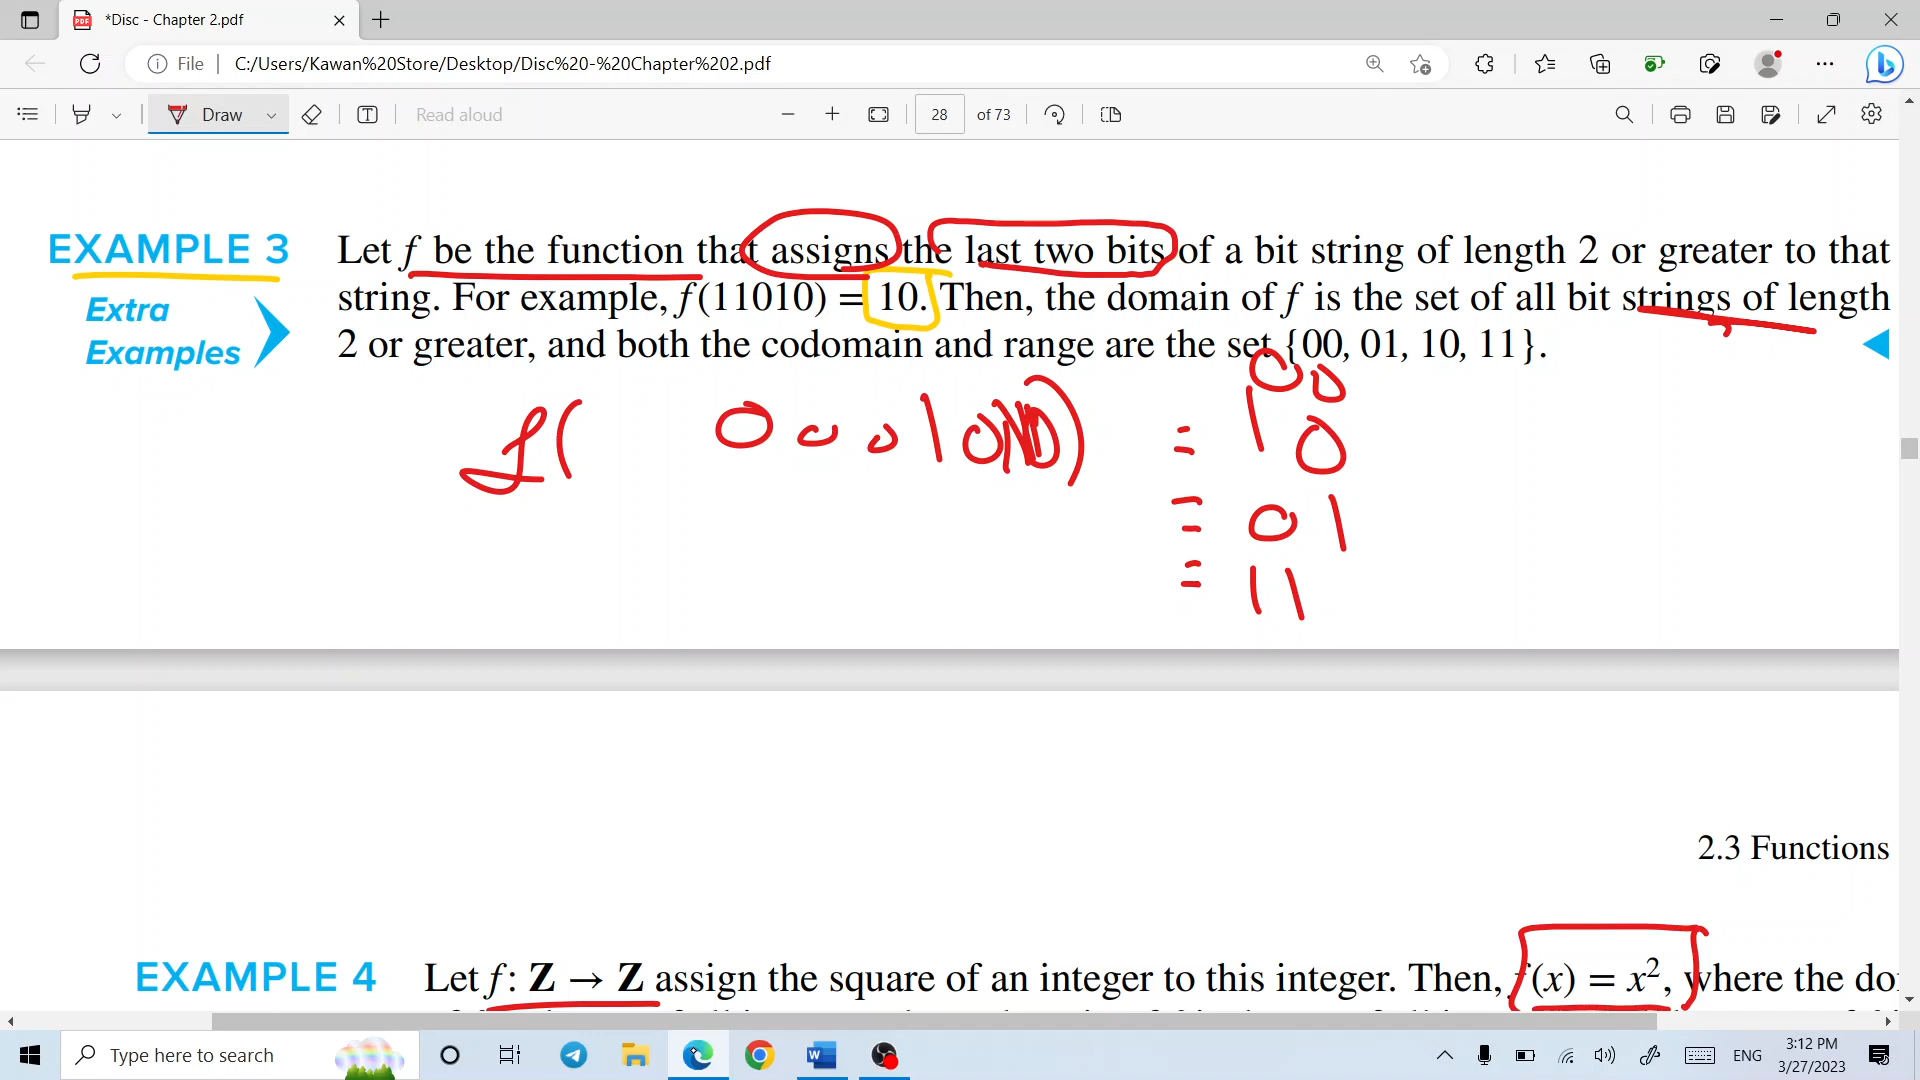 *Disc - Chapter 2.pdf
File
C:/Users/Kawan%20Store/Desktop/Disc%20-%20Chapter%202.pdf
Draw
Read aloud
28 of 73
EXAMPLE 3 Let f be the function that assigns the last two bits of a bit string of length 2 or greater to that
Extra string. For example, f(11010) = 10. Then, the domain of f is the set of all bit strings of length
Examples 2 or greater, and both the codomain and range are the set {00, 01, 10, 11}.
00
= 10
= 01
= 11
2.3 Functions
EXAMPLE 4 Let f: Z → Z assign the square of an integer to this integer. Then, f(x) = x², where the do
Type here to search
ENG
3:12 PM
3/27/2023